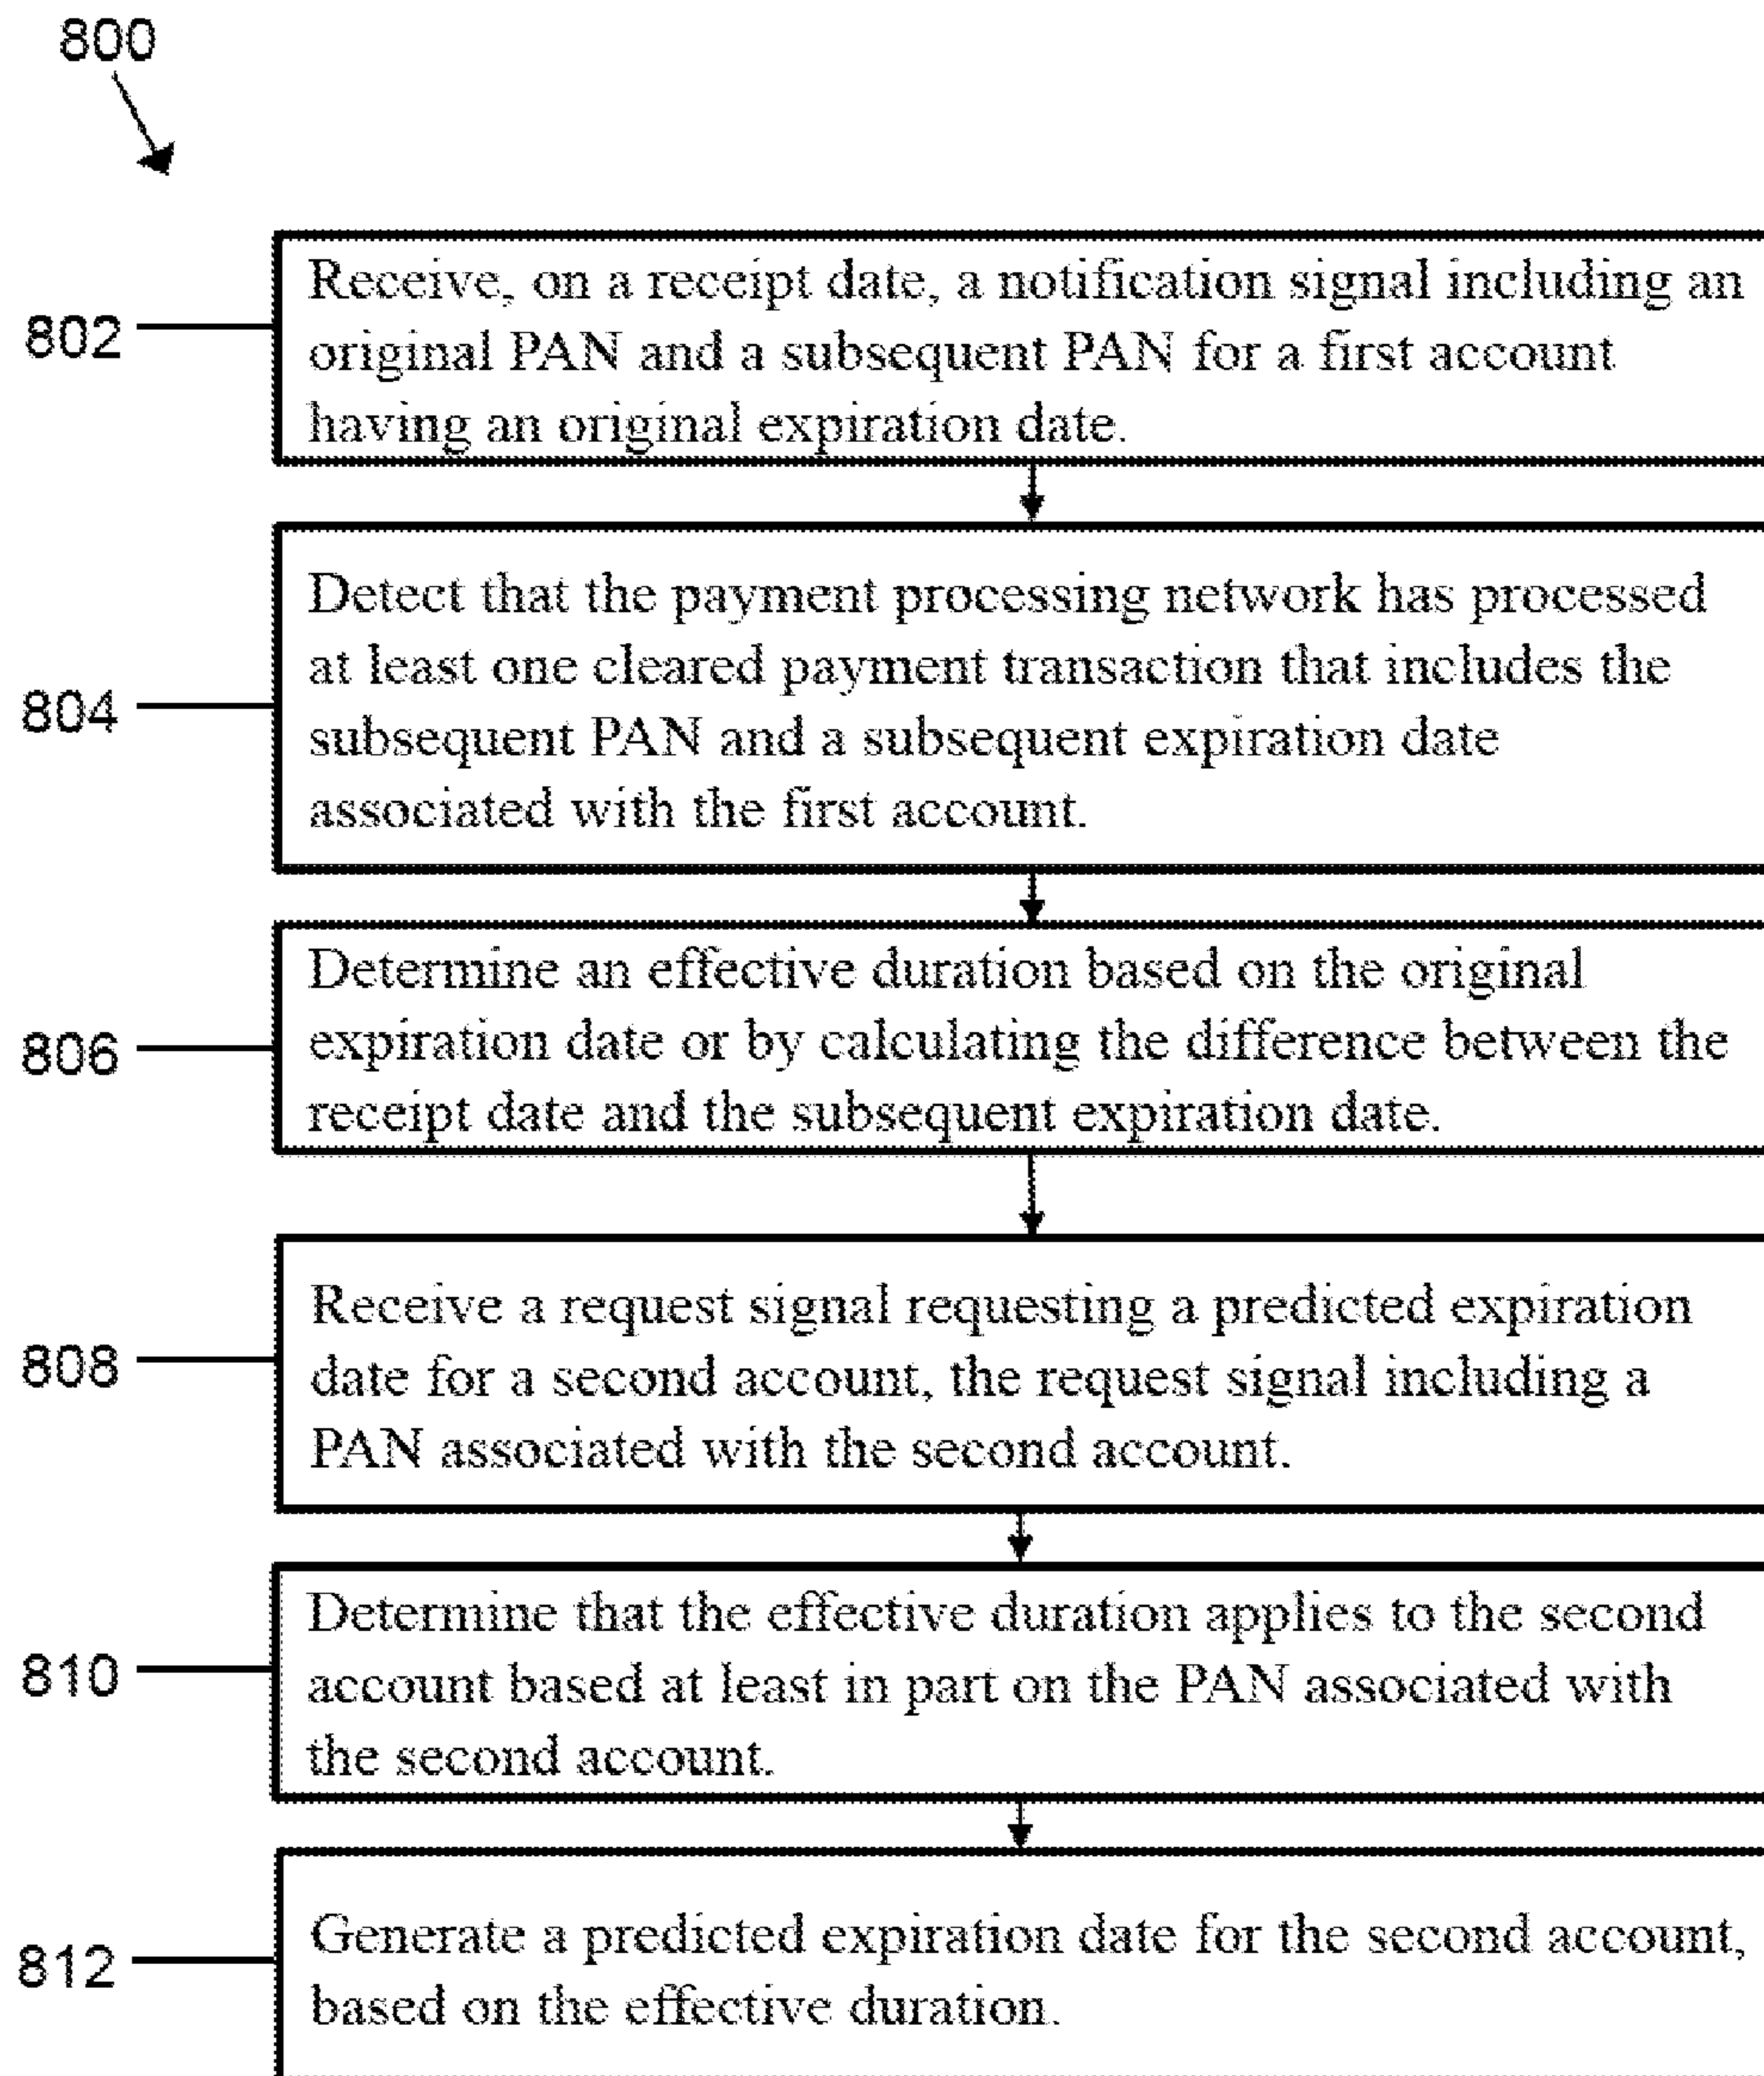 800
802
Receive, on a receipt date, a notification signal including an
original PAN and a subsequent PAN for a first account
having an original expiration date.
804
Detect that the payment processing network has processed
at least one cleared payment transaction that includes the
subsequent PAN and a subsequent expiration date
associated with the first account.
806
Determine an effective duration based on the original
expiration date or by calculating the difference between the
receipt date and the subsequent expiration date.
808
Receive a request signal requesting a predicted expiration
date for a second account, the request signal including a
PAN associated with the second account.
810
Determine that the effective duration applies to the second
account based at least in part on the PAN associated with
the second account.
812
Generate a predicted expiration date for the second account,
based on the effective duration.